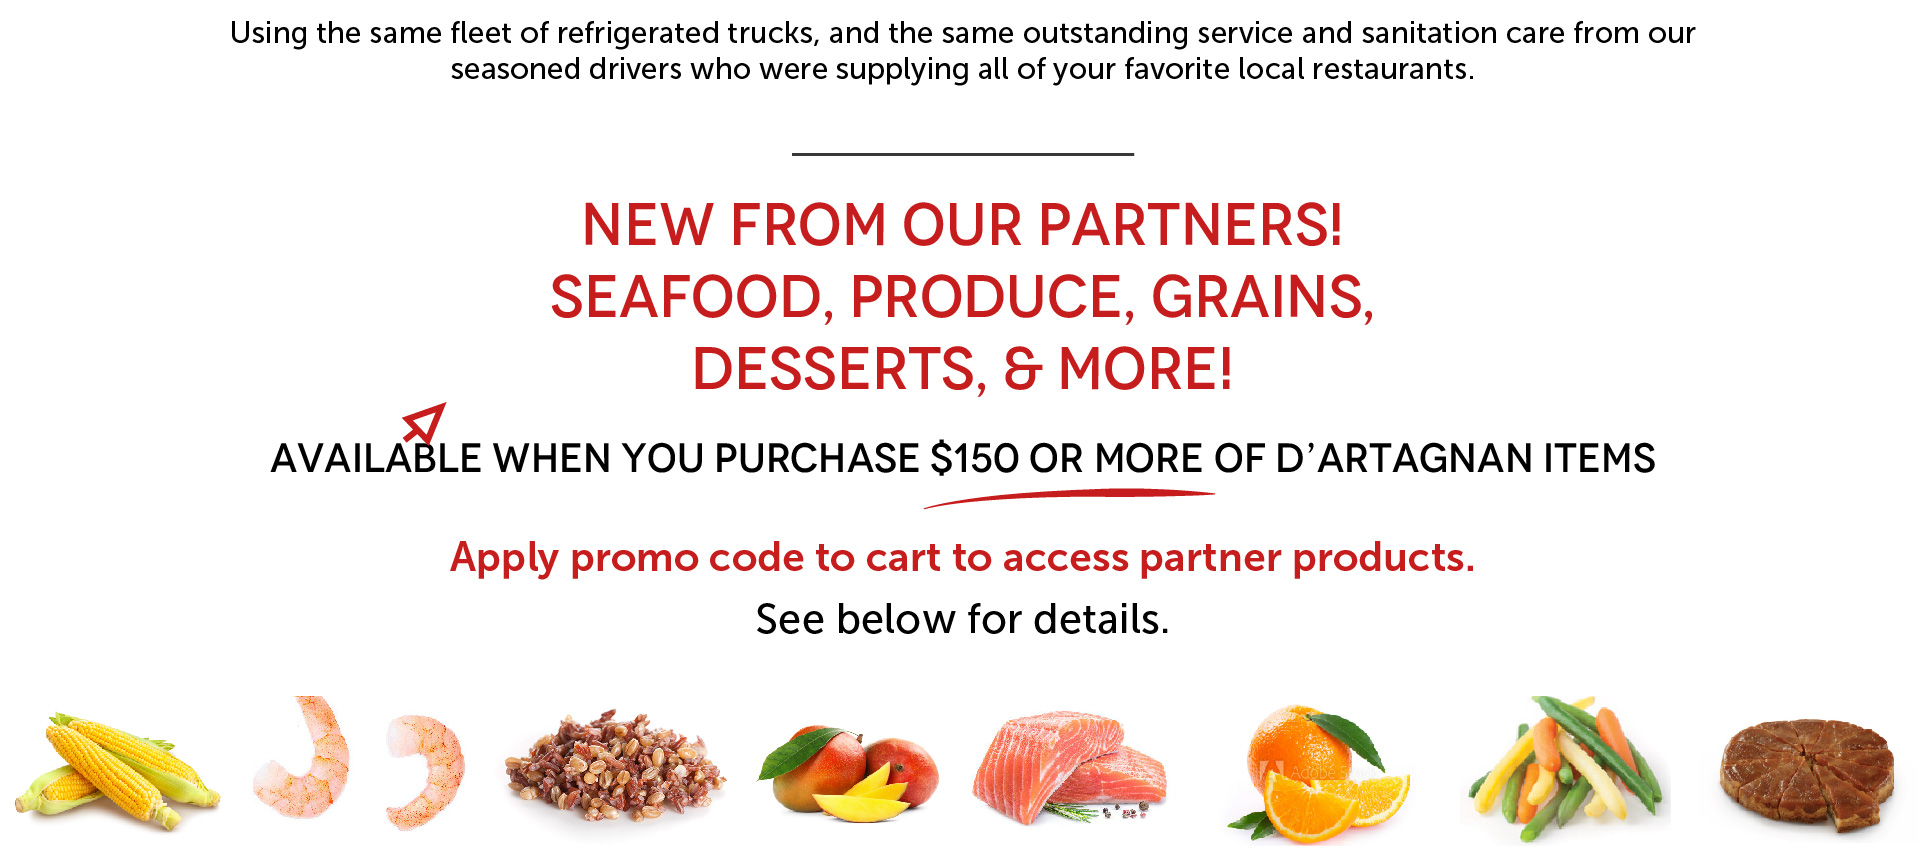 Using the same fleet of refrigerated trucks, and the same outstanding service and sanitation care from our
seasoned drivers who were supplying all of your favorite local restaurants.
NEW FROM OUR PARTNERS!
SEAFOOD, PRODUCE, GRAINS,
DESSERTS, & MORE!
AVAILABLE WHEN YOU PURCHASE $150 OR MORE OF D’ARTAGNAN ITEMS
Apply promo code to cart to access partner products.
See below for details.
Adobe